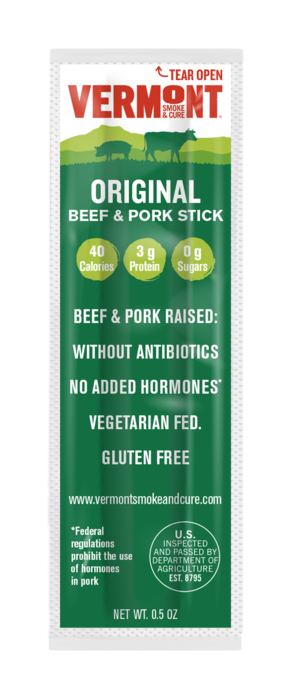 TEAR OPEN
VERMONT
SMOKE
& CURE
ORIGINAL
BEEF & PORK STICK
40
Calories
3 g
Protein
0 g
Sugars
BEEF & PORK RAISED:
WITHOUT ANTIBIOTICS
NO ADDED HORMONES*
VEGETARIAN FED.
GLUTEN FREE
www.vermontsmokeandcure.com
*Federal
regulations
prohibit the use
of hormones
in pork
U.S.
INSPECTED
AND PASSED BY
DEPARTMENT OF
AGRICULTURE
EST. 8795
NET WT. 0.5 OZ